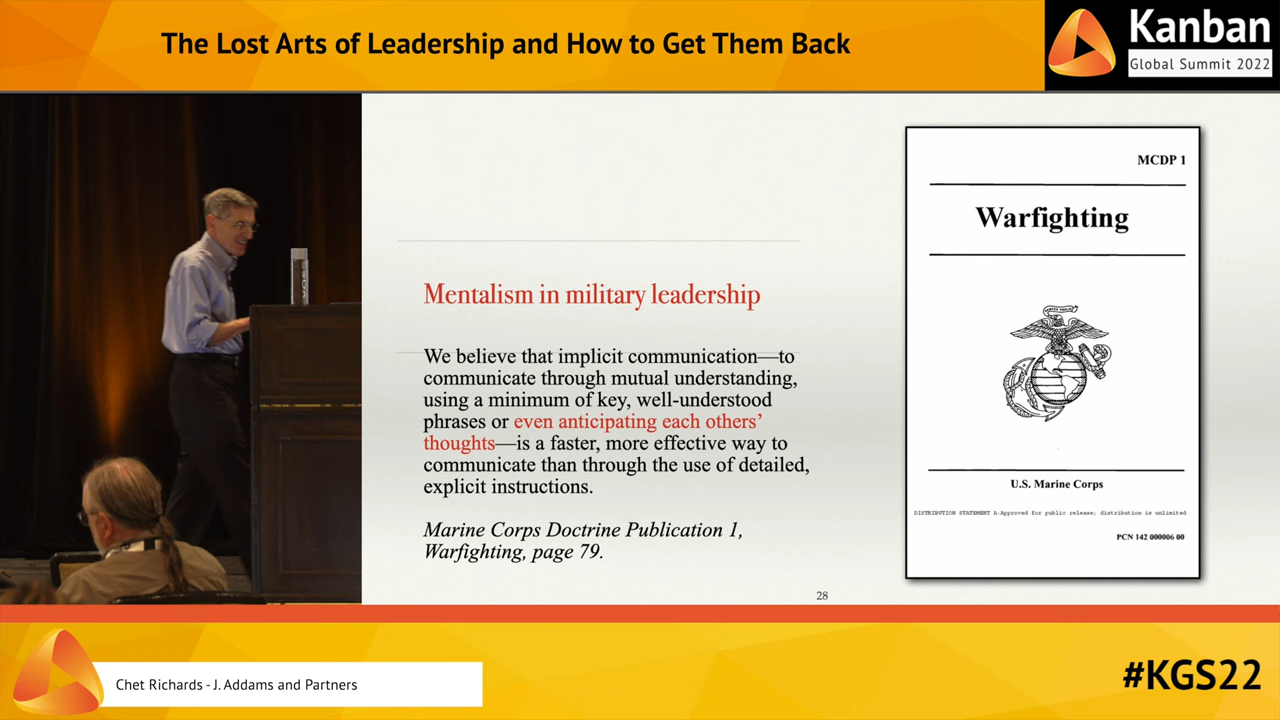 The Lost Arts of Leadership and How to Get Them Back
Kanban
Global Summit 2022
MCDP 1
Warfighting
Mentalism in military leadership
We believe that implicit communication—to
communicate through mutual understanding,
using a minimum of key, well-understood
phrases or even anticipating each others’
thoughts—is a faster, more effective way to
communicate than through the use of detailed,
explicit instructions.
Marine Corps Doctrine Publication 1,
Warfighting, page 79.
U.S. Marine Corps
DISTRIBUTION STATEMENT A:Approved for public release; distribution is unlimited
PCN 142 000006 00
28
Chet Richards - J. Addams and Partners
#KGS22